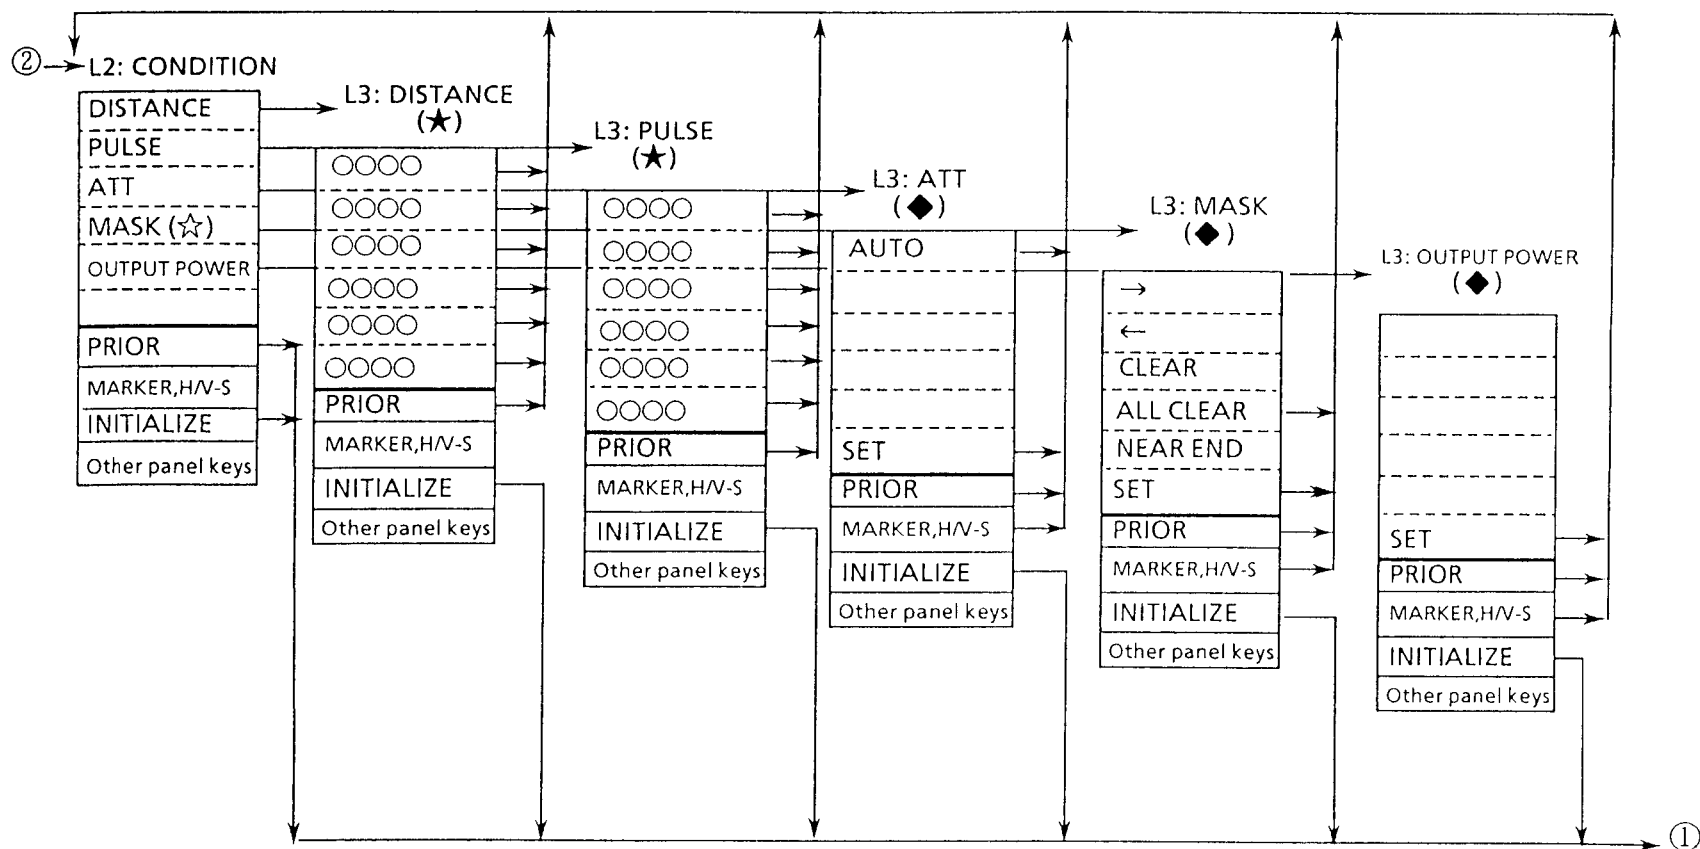 ②
L2: CONDITION
DISTANCE
PULSE
ATT
MASK (☆)
OUTPUT POWER
PRIOR
MARKER,H/V-S
INITIALIZE
Other panel keys
L3: DISTANCE
(★)
○○○○
○○○○
○○○○
○○○○
○○○○
○○○○
PRIOR
MARKER,H/V-S
INITIALIZE
Other panel keys
L3: PULSE
(★)
○○○○
○○○○
○○○○
○○○○
○○○○
○○○○
PRIOR
MARKER,H/V-S
INITIALIZE
Other panel keys
L3: ATT
(◆)
AUTO
SET
PRIOR
MARKER,H/V-S
INITIALIZE
Other panel keys
L3: MASK
(◆)
→
←
CLEAR
ALL CLEAR
NEAR END
SET
PRIOR
MARKER,H/V-S
INITIALIZE
Other panel keys
L3: OUTPUT POWER
(◆)
SET
PRIOR
MARKER,H/V-S
INITIALIZE
Other panel keys
①